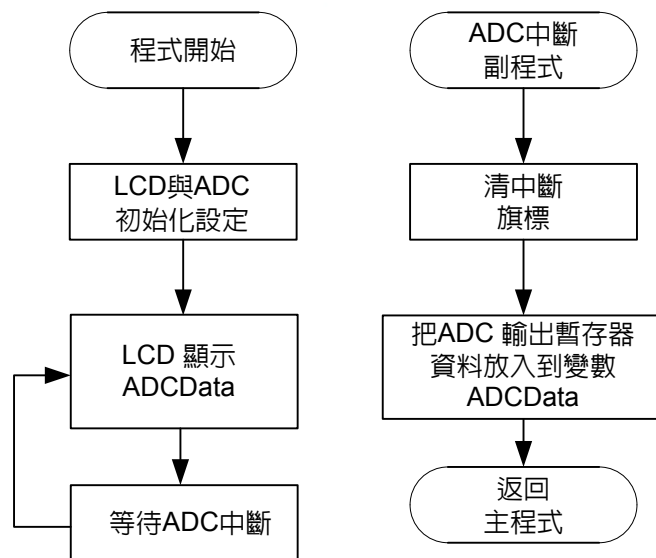 程式開始
LCD與ADC
初始化設定
LCD 顯示
ADCData
等待ADC中斷
ADC中斷
副程式
清中斷
旗標
把ADC 輸出暫存器
資料放入到變數
ADCData
返回
主程式